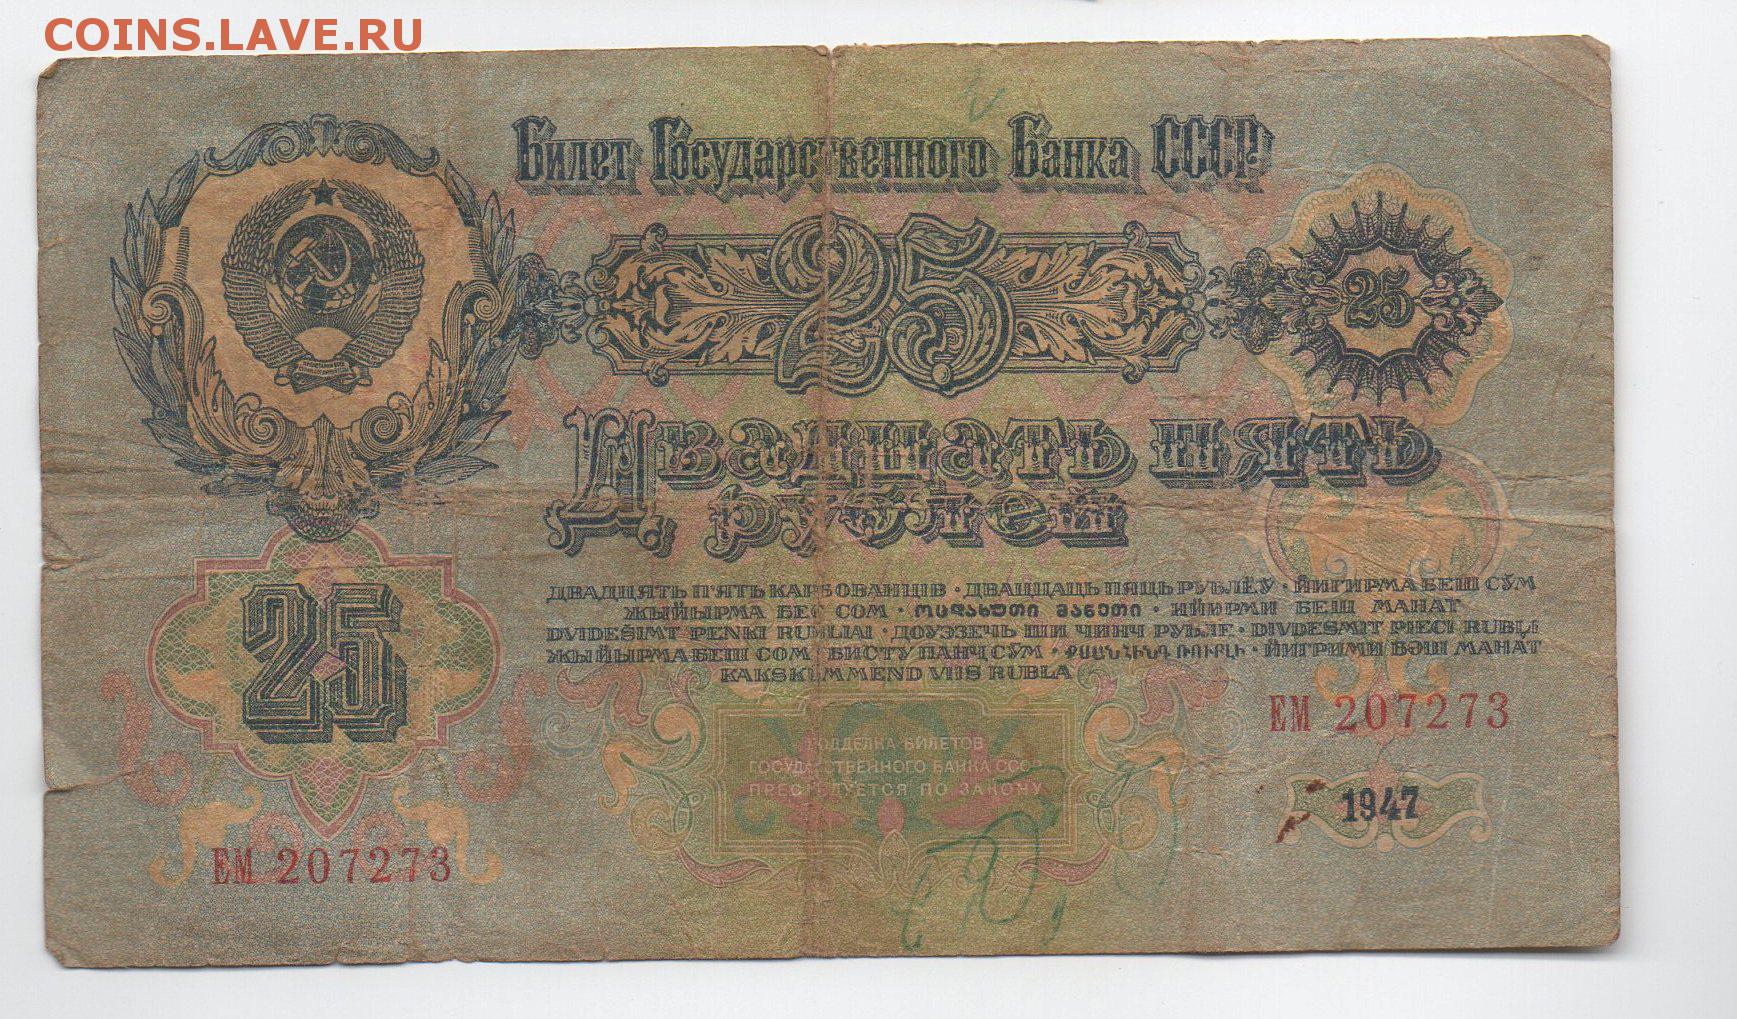 COINS.LAVE.RU
Билет Государственного Банка СССР
25
25
Двадцать пять
рублей
25
ДВАДЦЯТЬ П'ЯТЬ КАРБОВАНЦІВ · ДВАЦЦАЦЬ ПЯЦЬ РУБЛЁЎ · ЙИГИРМА БЕШ СЎМ
ЖЫЙЫРМА БЕС СОМ · ოცდახუთი მანეთი · ИЙИРМИ БЕШ МАНАТ
DVIDEŠIMT PENKI RUBLIAI · ДОУЭЗЕЧЬ ШИ ЧИНЧ РУБЛЕ · DIVDESMIT PIECI RUBĻI
ЖЫЙЫРМА БЕШ СОМ · БИСТУ ПАНҶ СӮМ · ՔՍԱՆՀԻՆԳ ՌՈՒԲԼԻ · ЙИГРИМИ БӘШ МАНАТ
KAKSKÜMMEND VIIS RUBLA
ЕМ 207273
ПОДДЕЛКА БИЛЕТОВ
ГОСУДАРСТВЕННОГО БАНКА СССР
ПРЕСЛЕДУЕТСЯ ПО ЗАКОНУ
1947
ЕМ 207273